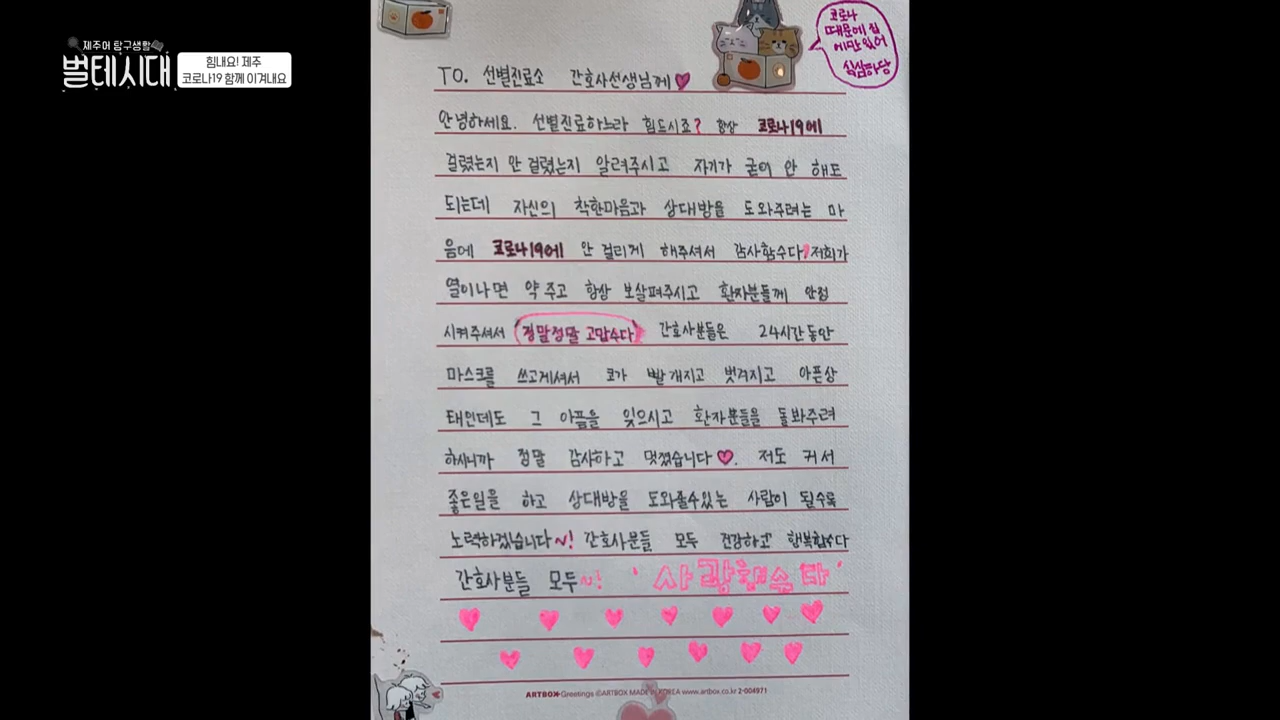 제주어 탐구생활
벌테시대
힘내요! 제주
코로나19 함께 이겨내요
코로나
때문에 집
에만 있어
심심하당
TO. 선별진료소 간호사선생님께♥
안녕하세요. 선별진료하느라 힘드시죠? 항상 코로나19에
걸렸는지 안 걸렸는지 알려주시고 자기가 굳이 안 해도
되는데 자신의 착한마음과 상대방을 도와주려는 마
음에 코로나19에 안 걸리게 해주셔서 감사합수다? 저희가
열이나면 약 주고 항상 보살펴주시고 환자분들께 안정
시켜주셔서 (정말정말 고맙수다) 간호사분들은 24시간동안
마스크를 쓰고계셔서 코가 빨개지고 벗겨지고 아픈상
태인데도 그 아픔을 잊으시고 환자분들을 돌봐주려
하시니까 정말 감사하고 멋졌습니다♥. 저도 커서
좋은일을 하고 상대방을 도와줄수있는 사람이 될수록
노력하겠습니다~! 간호사분들 모두 건강하고 행복합수다
간호사분들 모두~! '사랑햄수다'
ARTBOX Greetings ©ARTBOX MADE IN KOREA www.artbox.co.kr 2-004971